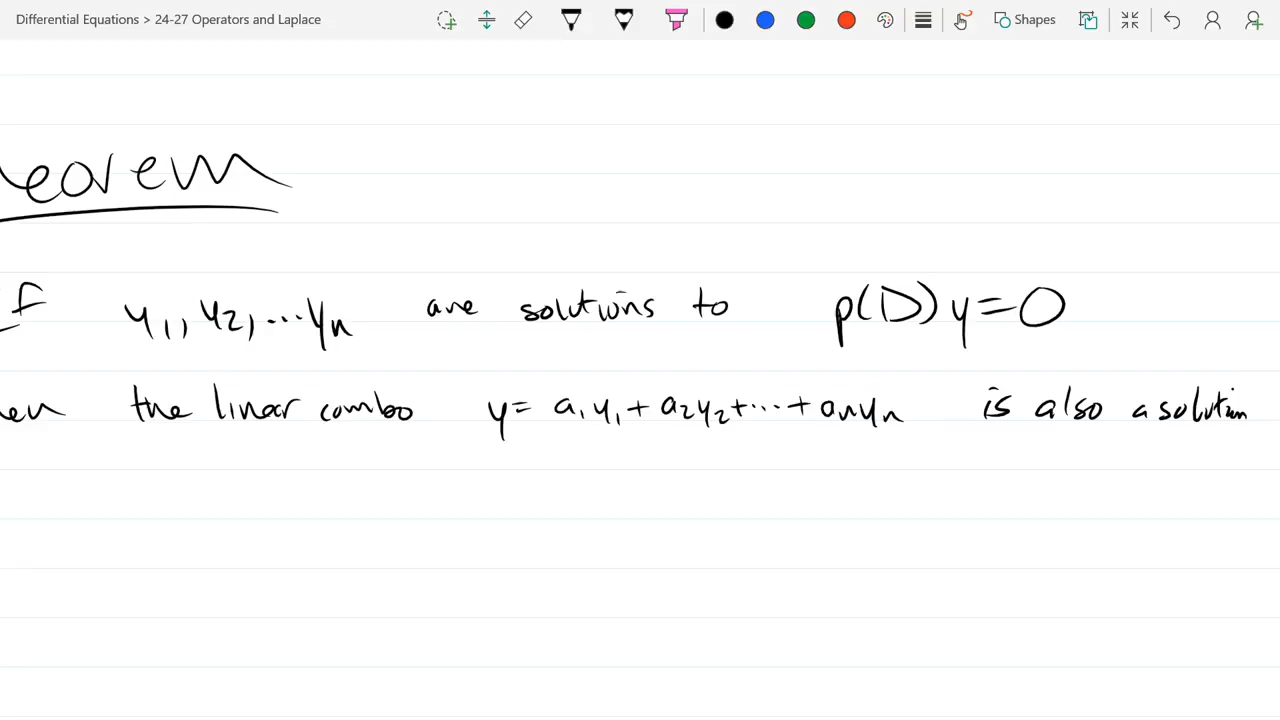 Differential Equations > 24-27 Operators and Laplace
Shapes
eorem
If y₁, y₂, ... yn are solutions to p(D)y=0
en the linear combo y= a₁y₁ + a₂y₂ + ... + anyn is also a solution